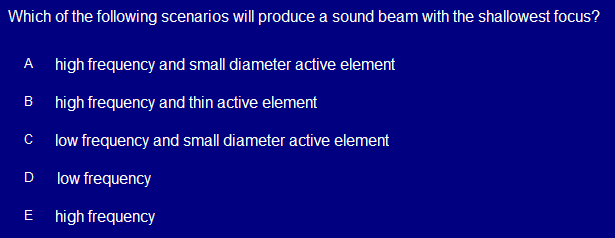 Which of the following scenarios will produce a sound beam with the shallowest focus?
A high frequency and small diameter active element
B high frequency and thin active element
C low frequency and small diameter active element
D low frequency
E high frequency